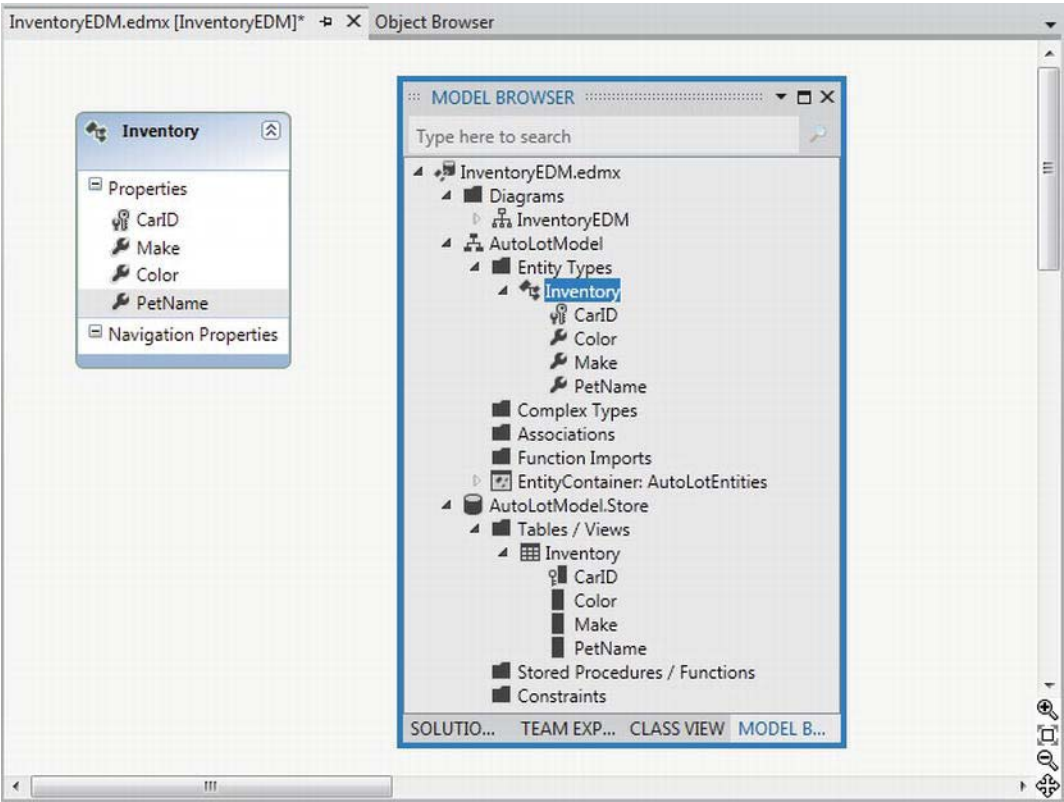 InventoryEDM.edmx [InventoryEDM]*
Object Browser
Inventory
Properties
CarID
Make
Color
PetName
Navigation Properties
MODEL BROWSER
Type here to search
InventoryEDM.edmx
Diagrams
InventoryEDM
AutoLotModel
Entity Types
Inventory
CarID
Color
Make
PetName
Complex Types
Associations
Function Imports
EntityContainer: AutoLotEntities
AutoLotModel.Store
Tables / Views
Inventory
CarID
Color
Make
PetName
Stored Procedures / Functions
Constraints
SOLUTIO... TEAM EXP... CLASS VIEW MODEL B...